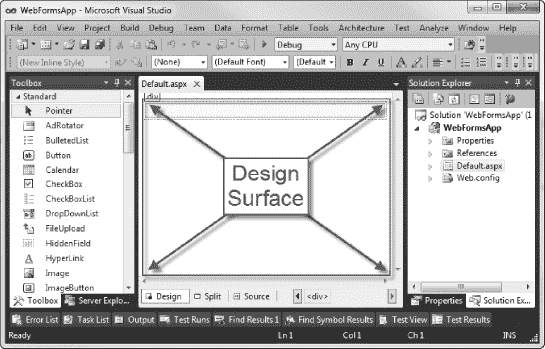 WebFormsApp - Microsoft Visual Studio
File Edit View Project Build Debug Team Data Format Table Tools Architecture Test Analyze Window Help
Debug Any CPU
(New Inline Style) (None) (Default Font) (Default B I U A
Toolbox
Standard
Pointer
AdRotator
BulletedList
Button
Calendar
CheckBox
CheckBoxList
DropDownList
FileUpload
HiddenField
HyperLink
Image
ImageButton
Toolbox Server Explo...
Default.aspx
div
Design
Surface
Design Split Source <div>
Solution Explorer
Solution 'WebFormsApp' (1
WebFormsApp
Properties
References
Default.aspx
Web.config
Properties Solution Ex...
Error List Task List Output Test Runs Find Results 1 Find Symbol Results Test View Test Results
Ready Ln 1 Col 1 Ch 1 INS